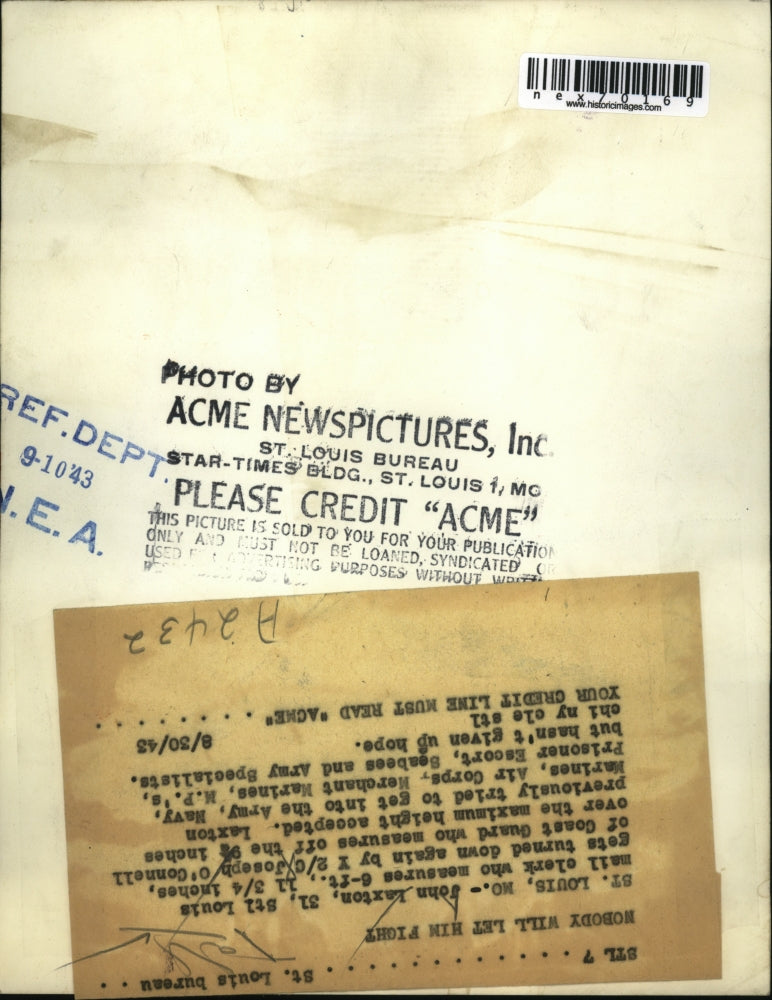 nex70169
www.historicimages.com
PHOTO BY
ACME NEWSPICTURES, Inc.
ST. LOUIS BUREAU
STAR-TIMES BLDG., ST. LOUIS 1, MO
PLEASE CREDIT "ACME"
THIS PICTURE IS SOLD TO YOU FOR YOUR PUBLICATION
ONLY AND MUST NOT BE LOANED, SYNDICATED OR
USED ADVERTISING PURPOSES WITHOUT
REF. DEPT.
9-10 43
N.E.A.
STL 7 . . . . . . . . . . . . . . . St. Louis bureau . .
NOBODY WILL LET HIM FIGHT
ST. LOUIS, MO.-- John Laxton, 31, Stl Louis
mail clerk who measures 6-ft., 11 3/4 inches,
gets turned down again by Y 2/C Joseph O'Connell
of Coast Guard who measures off the inches
over the maximum height accepted. Laxton
previously tried to get into the Army, Navy,
Marines, Air Corps, Merchant Marines, M.P.'s,
Prisoner Escort, Seabees and Army Specialists.
but hasn't given up hope.
chi ny cle stl 8/30/43
YOUR CREDIT LINE MUST READ "ACME" . . . . . . . .
A2432